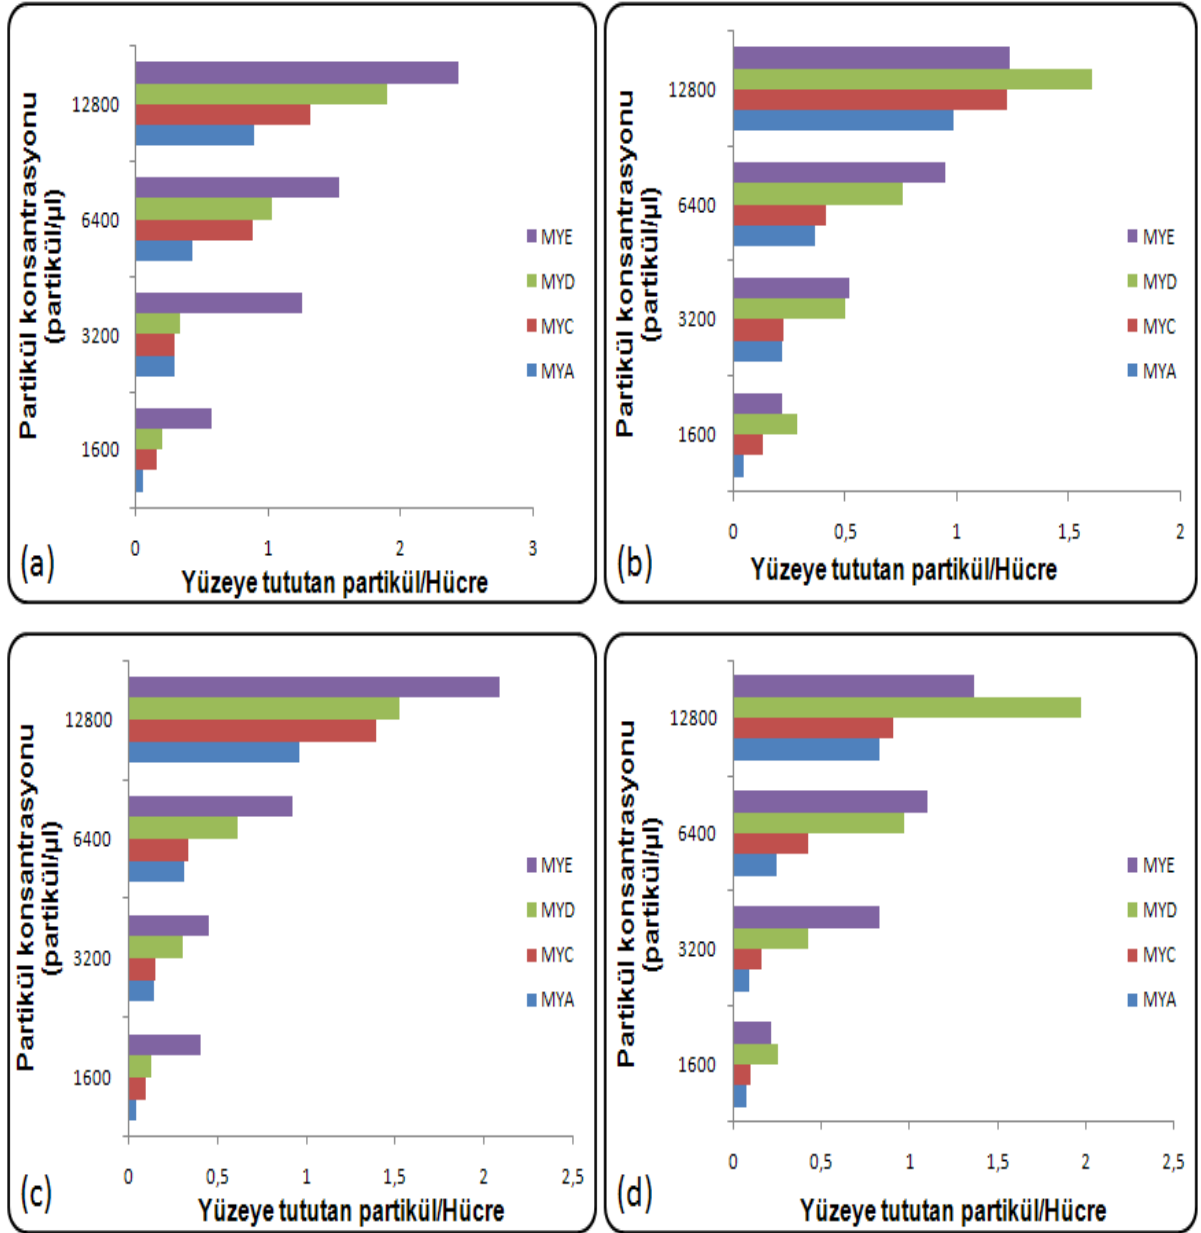 Partikül konsantrasyonu
(partikül/µl)
12800
6400
3200
1600
MYE
MYD
MYC
MYA
0 1 2 3
(a)
Yüzeye tututan partikül/Hücre
Partikül konsantrasyonu
(partikül/µl)
12800
6400
3200
1600
MYE
MYD
MYC
MYA
0 0,5 1 1,5 2
(b)
Yüzeye tututan partikül/Hücre
Partikül konsantrasyonu
(partikül/µl)
12800
6400
3200
1600
MYE
MYD
MYC
MYA
0 0,5 1 1,5 2 2,5
(c)
Yüzeye tututan partikül/Hücre
Partikül konsantrasyonu
(partikül/µl)
12800
6400
3200
1600
MYE
MYD
MYC
MYA
0 0,5 1 1,5 2 2,5
(d)
Yüzeye tututan partikül/Hücre